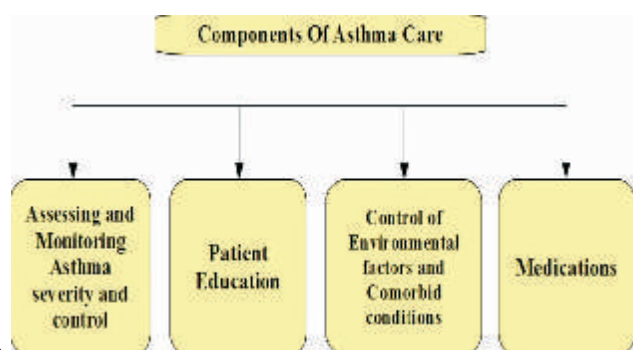 Components Of Asthma Care
Assessing and
Monitoring
Asthma
severity and
control
Patient
Education
Control of
Environmental
factors and
Comorbid
conditions
Medications